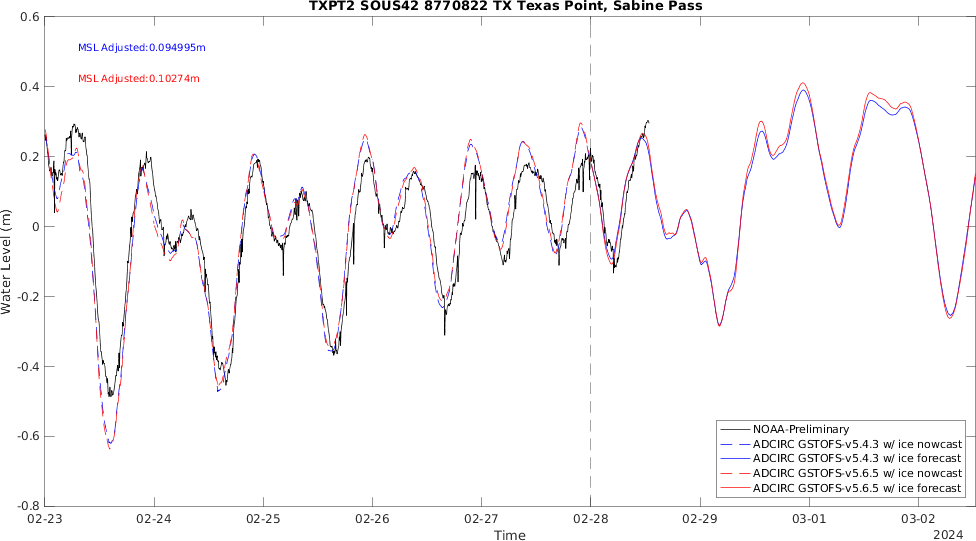 TXPT2 SOUS42 8770822 TX Texas Point, Sabine Pass
0.6
0.4
0.2
0
-0.2
-0.4
-0.6
-0.8
Water Level (m)
MSL Adjusted:0.094995m
MSL Adjusted:0.10274m
NOAA-Preliminary
ADCIRC GSTOFS-v5.4.3 w/ ice nowcast
ADCIRC GSTOFS-v5.4.3 w/ ice forecast
ADCIRC GSTOFS-v5.6.5 w/ ice nowcast
ADCIRC GSTOFS-v5.6.5 w/ ice forecast
02-23 02-24 02-25 02-26 02-27 02-28 02-29 03-01 03-02
Time
2024